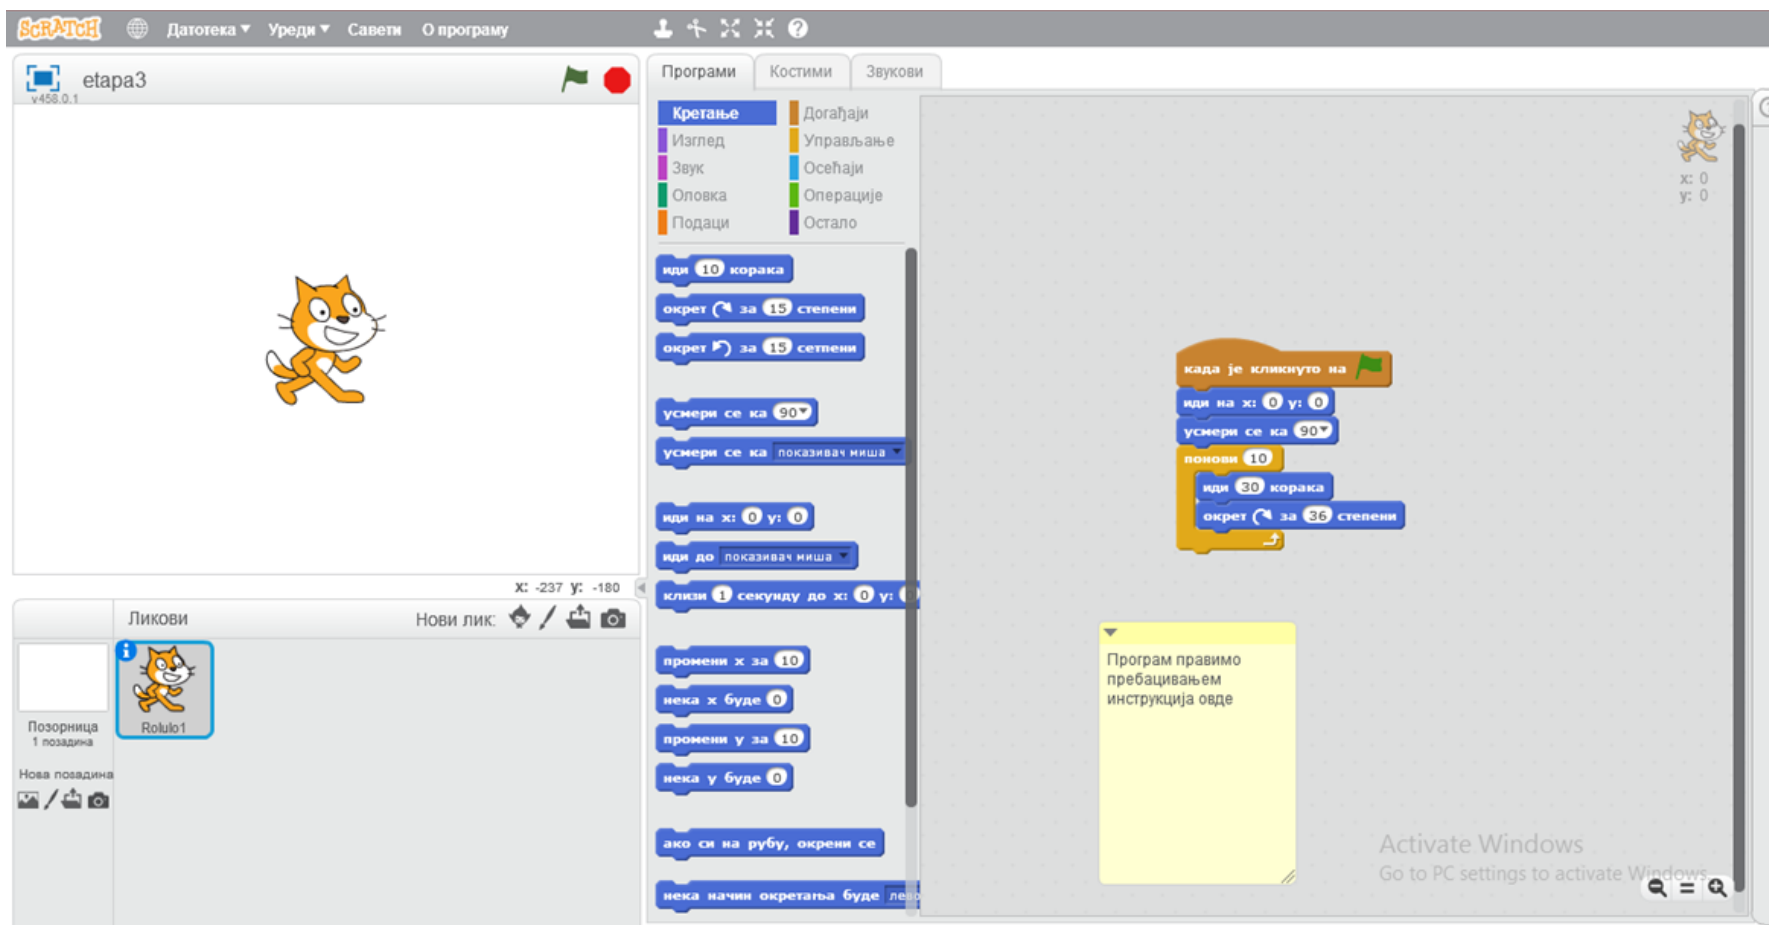 SCRATCH Датотека Уреди Савети О програму
etapa3
v458.0.1
x: -237 y: -180
Ликови Нови лик:
Rolulo1
Позорница
1 позадина
Нова позадина
Програми Костими Звукови
Кретање Догађаји
Изглед Управљање
Звук Осећаји
Оловка Операције
Подаци Остало
иди 10 корака
окрет за 15 степени
окрет за 15 сетпени
усмери се ка 90
усмери се ка показивач миша
иди на x: 0 y: 0
иди до показивач миша
клизи 1 секунду до x: 0 y:
промени x за 10
нека x буде 0
промени y за 10
нека y буде 0
ако си на рубу, окрени се
нека начин окретања буде лево
x: 0
y: 0
када је кликнуто на
иди на x: 0 y: 0
усмери се ка 90
понови 10
иди 30 корака
окрет за 36 степени
Програм правимо
пребацивањем
инструкција овде
Activate Windows
Go to PC settings to activate Windows.